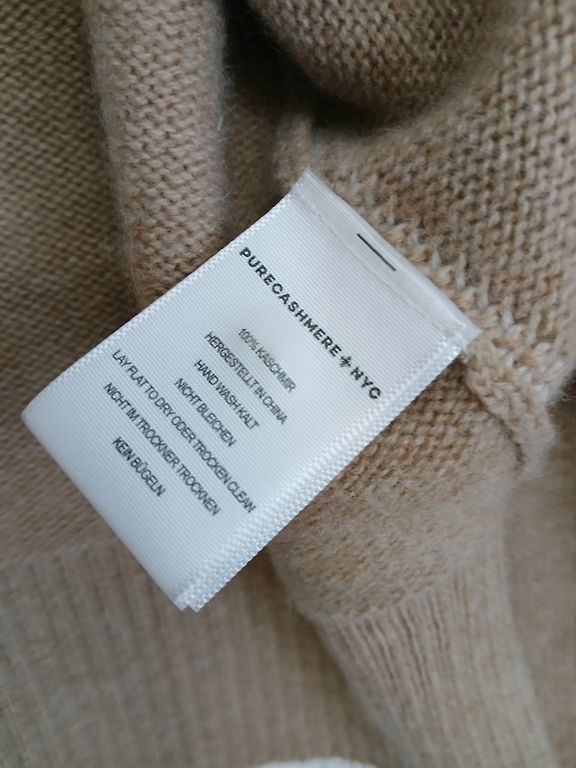 PURECASHMERE+NYC
100% KASCHMIR
HERGESTELLT IN CHINA
HAND WASH KALT
NICHT BLEICHEN
LAY FLAT TO DRY ODER TROCKEN CLEAN
NICHT IM TROCKNER TROCKNEN
KEIN BÜGELN